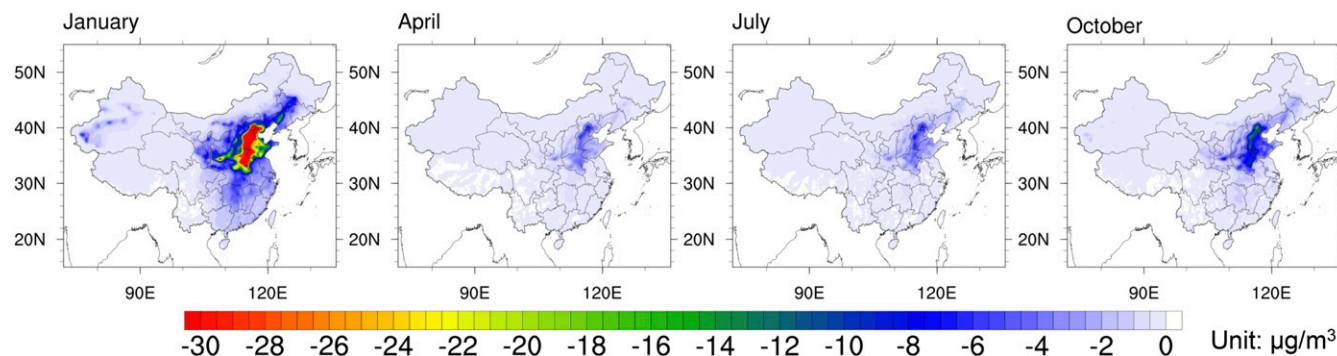 January
April
July
October
50N
40N
30N
20N
50N
40N
30N
20N
50N
40N
30N
20N
50N
40N
30N
20N
90E 120E
90E 120E
90E 120E
90E 120E
-30 -28 -26 -24 -22 -20 -18 -16 -14 -12 -10 -8 -6 -4 -2 0 Unit: μg/m³